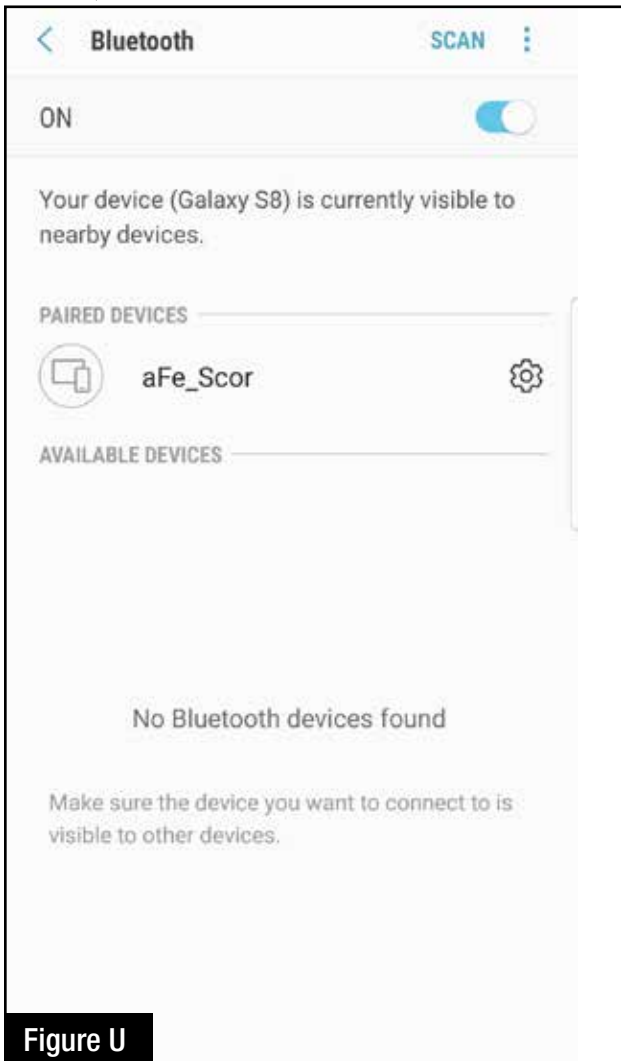 Bluetooth SCAN
ON
Your device (Galaxy S8) is currently visible to
nearby devices.
PAIRED DEVICES
aFe_Scor
AVAILABLE DEVICES
No Bluetooth devices found
Make sure the device you want to connect to is
visible to other devices.
Figure U